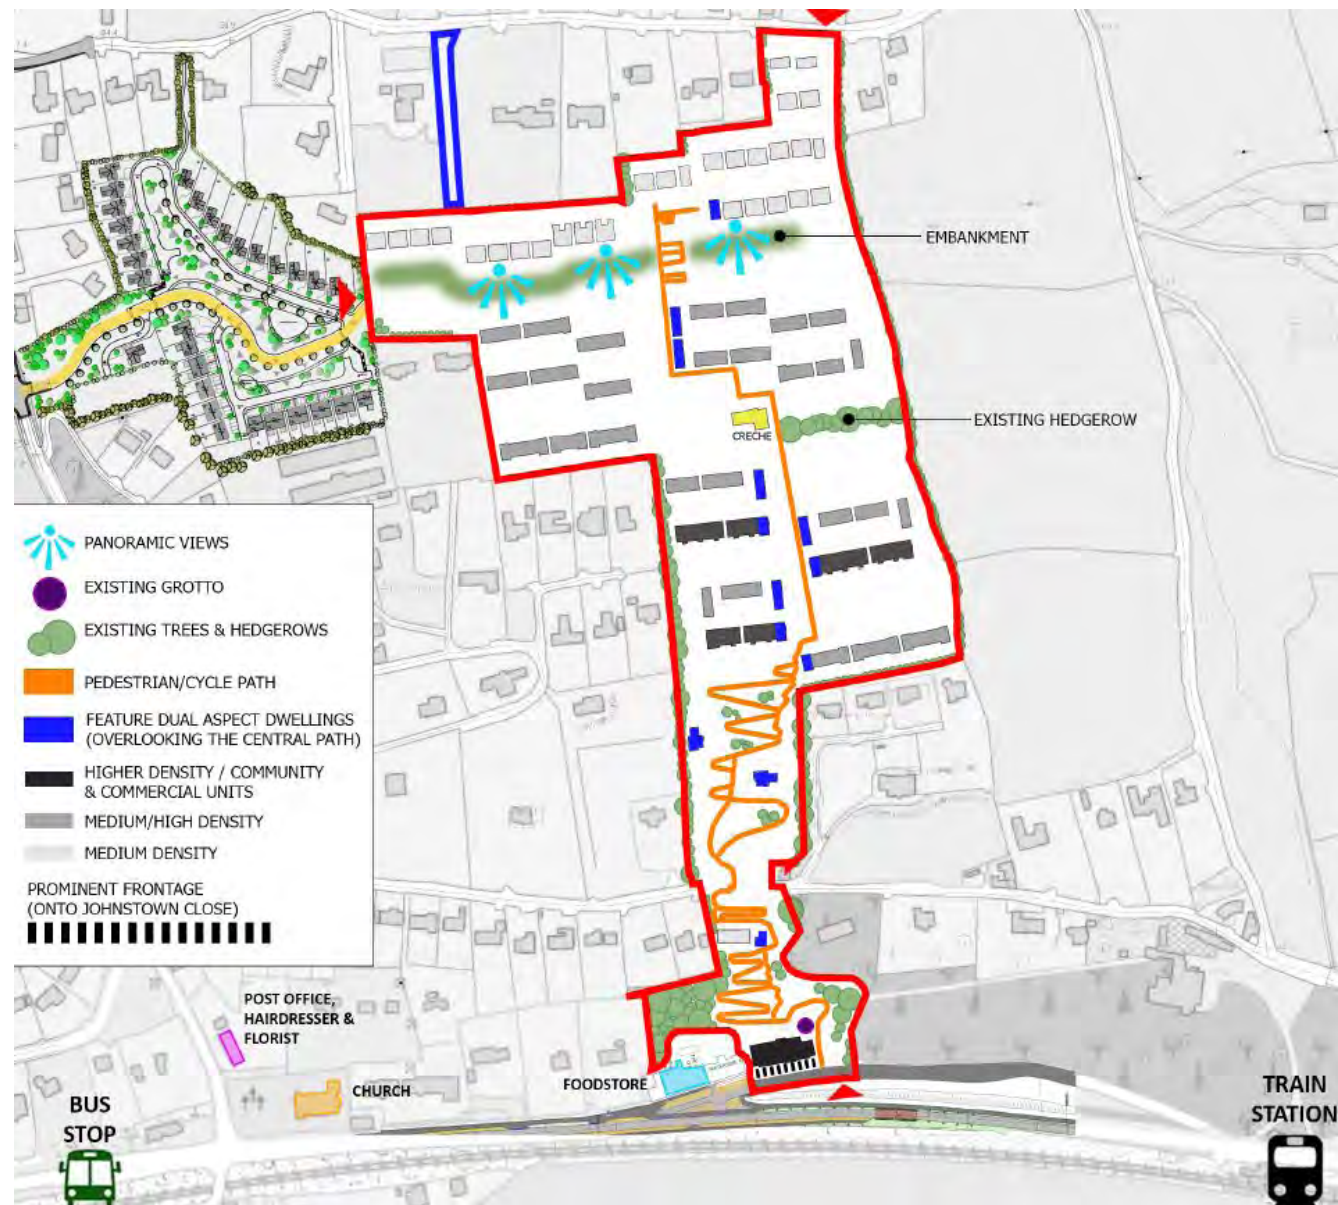 EMBANKMENT
EXISTING HEDGEROW
CRECHE
PANORAMIC VIEWS
EXISTING GROTTO
EXISTING TREES & HEDGEROWS
PEDESTRIAN/CYCLE PATH
FEATURE DUAL ASPECT DWELLINGS
(OVERLOOKING THE CENTRAL PATH)
HIGHER DENSITY / COMMUNITY
& COMMERCIAL UNITS
MEDIUM/HIGH DENSITY
MEDIUM DENSITY
PROMINENT FRONTAGE
(ONTO JOHNSTOWN CLOSE)
POST OFFICE,
HAIRDRESSER &
FLORIST
CHURCH
FOODSTORE
BUS
STOP
TRAIN
STATION